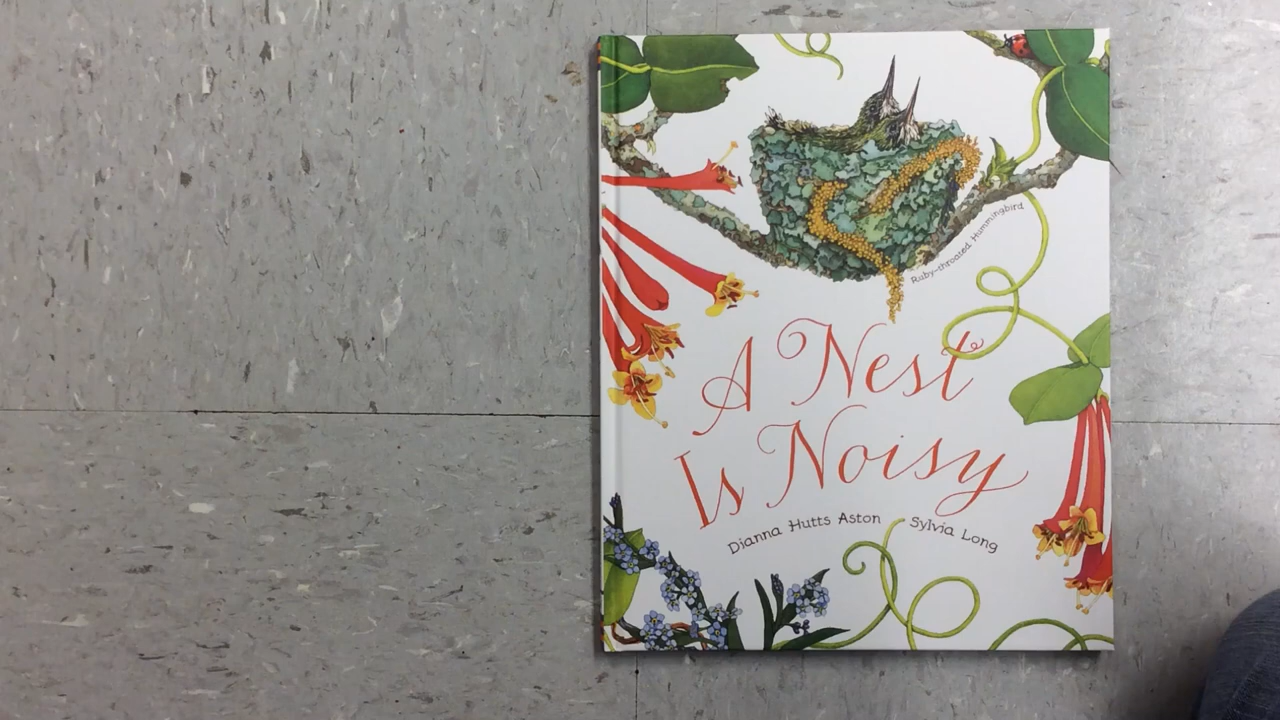 Ruby-throated Hummingbird
A Nest
Is Noisy
Dianna Hutts Aston Sylvia Long